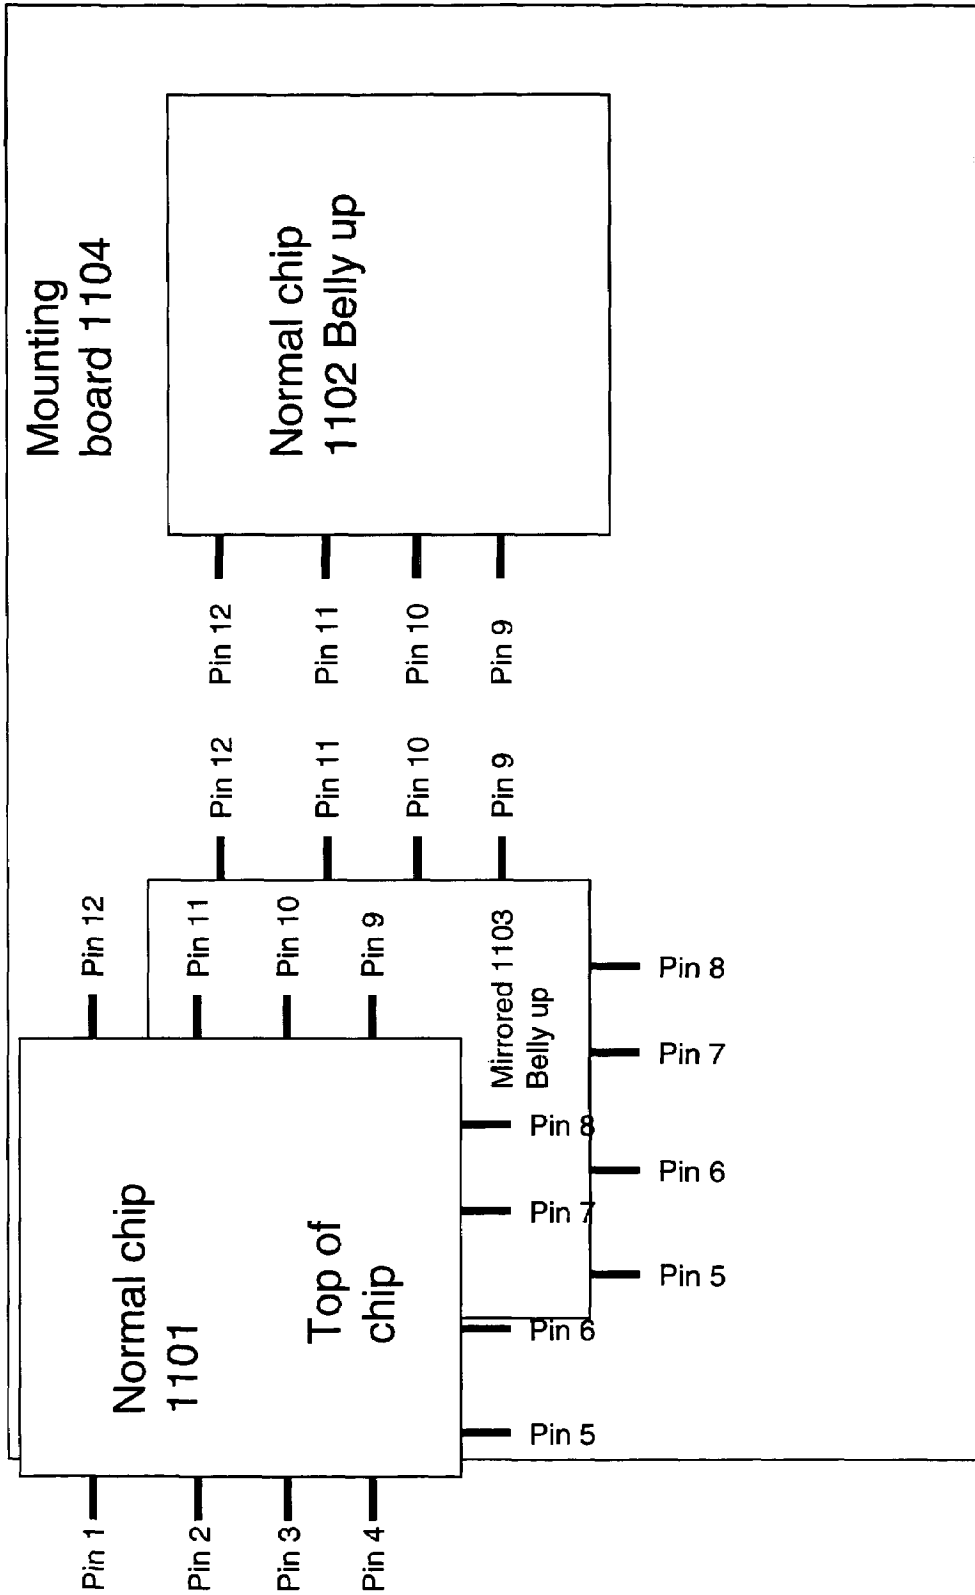 Mounting
board 1104
Normal chip
1102 Belly up
Pin 12
Pin 11
Pin 10
Pin 9
Pin 12
Pin 11
Pin 10
Pin 9
Pin 12
Pin 11
Pin 10
Pin 9
Mirrored 1103
Belly up
Pin 8
Pin 7
Pin 6
Pin 5
Pin 8
Pin 7
Pin 6
Pin 5
Normal chip
1101
Top of
chip
Pin 1
Pin 2
Pin 3
Pin 4